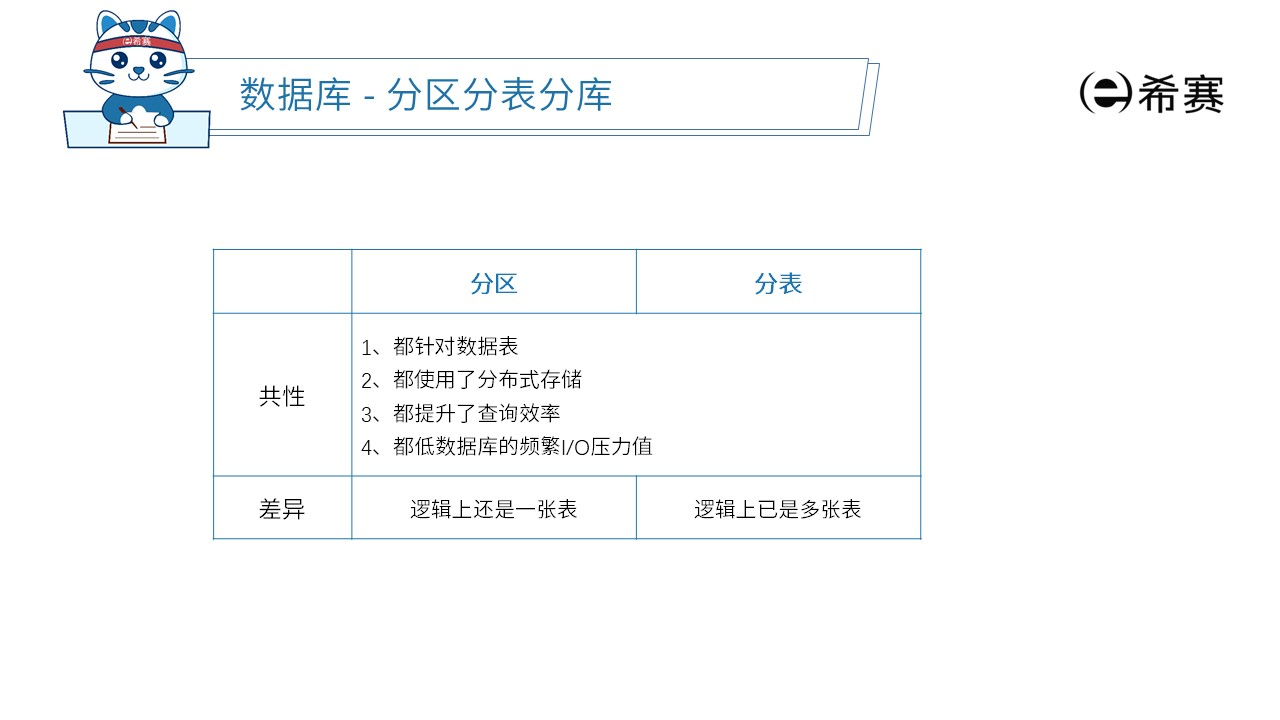 希赛
数据库 - 分区分表分库
希赛
分区
分表
共性
1、都针对数据表
2、都使用了分布式存储
3、都提升了查询效率
4、都低数据库的频繁I/O压力值
差异
逻辑上还是一张表
逻辑上已是多张表